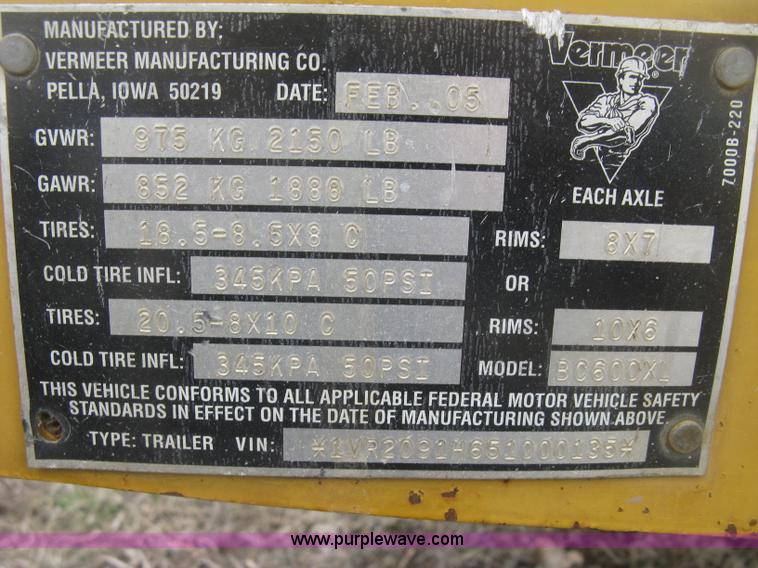 MANUFACTURED BY:
VERMEER MANUFACTURING CO.
PELLA, IOWA 50219 DATE: FEB. 05
Vermeer ®
7000B-220
GVWR: 975 KG 2150 LB
GAWR: 852 KG 1888 LB
EACH AXLE
TIRES: 18.5-8.5X8 C RIMS: 8X7
COLD TIRE INFL: 345KPA 50PSI OR
TIRES: 20.5-8X10 C RIMS: 10X6
COLD TIRE INFL: 345KPA 50PSI MODEL: BC600XL
THIS VEHICLE CONFORMS TO ALL APPLICABLE FEDERAL MOTOR VEHICLE SAFETY
STANDARDS IN EFFECT ON THE DATE OF MANUFACTURING SHOWN ABOVE.
TYPE: TRAILER VIN: *1VR2091H651000135*
www.purplewave.com